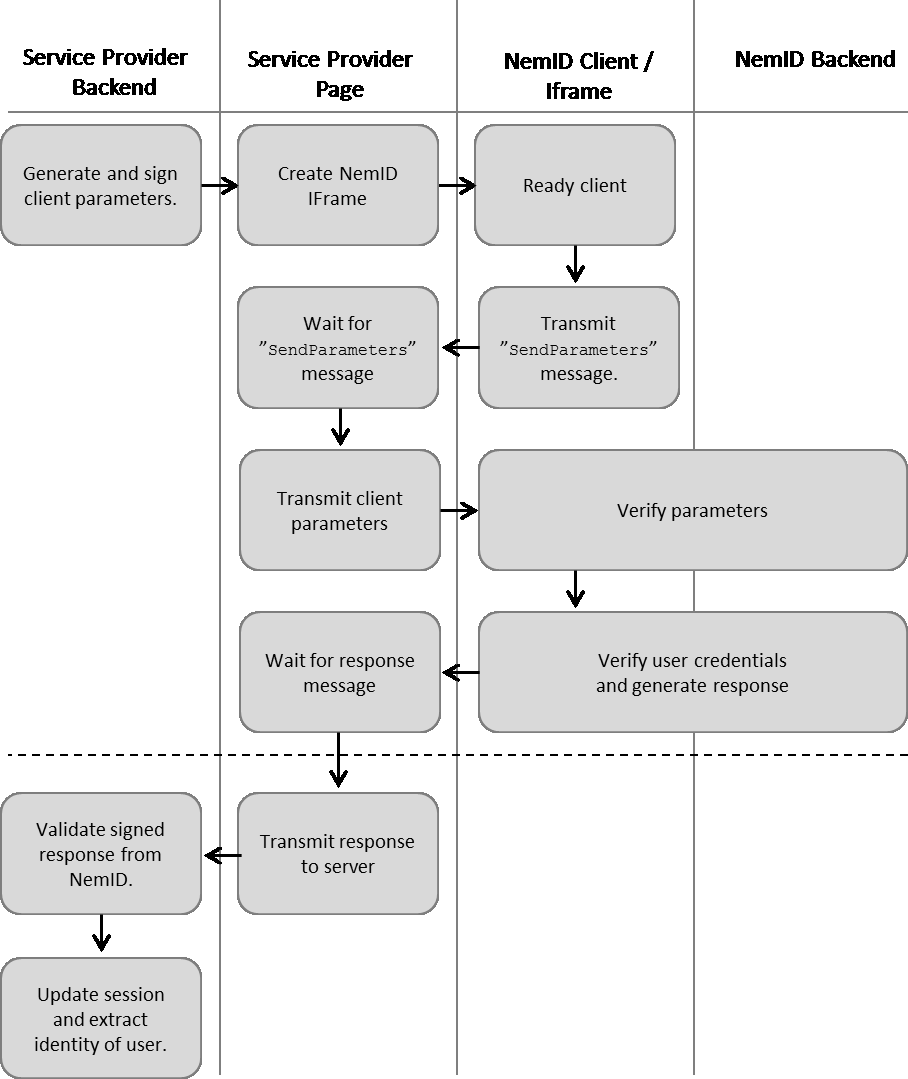 Service Provider
Backend
Service Provider
Page
NemID Client /
Iframe
NemID Backend
Generate and sign
client parameters.
Create NemID
IFrame
Ready client
Wait for
”SendParameters”
message
Transmit
”SendParameters”
message.
Transmit client
parameters
Verify parameters
Wait for response
message
Verify user credentials
and generate response
Validate signed
response from
NemID.
Transmit response
to server
Update session
and extract
identity of user.